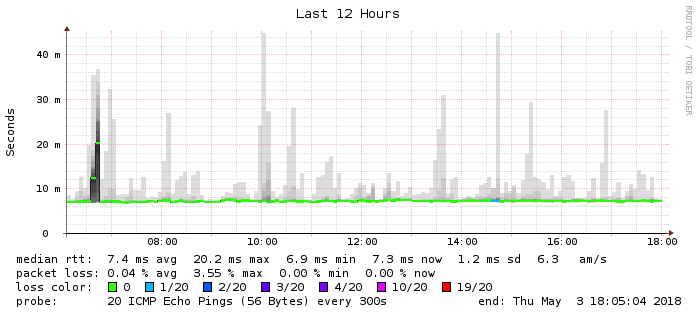 Last 12 Hours
RRDTOOL / TOBI OETIKER
Seconds
40 m
30 m
20 m
10 m
0
08:00 10:00 12:00 14:00 16:00 18:00
median rtt: 7.4 ms avg 20.2 ms max 6.9 ms min 7.3 ms now 1.2 ms sd 6.3 am/s
packet loss: 0.04 % avg 3.55 % max 0.00 % min 0.00 % now
loss color: 0 1/20 2/20 3/20 4/20 10/20 19/20
probe: 20 ICMP Echo Pings (56 Bytes) every 300s end: Thu May 3 18:05:04 2018